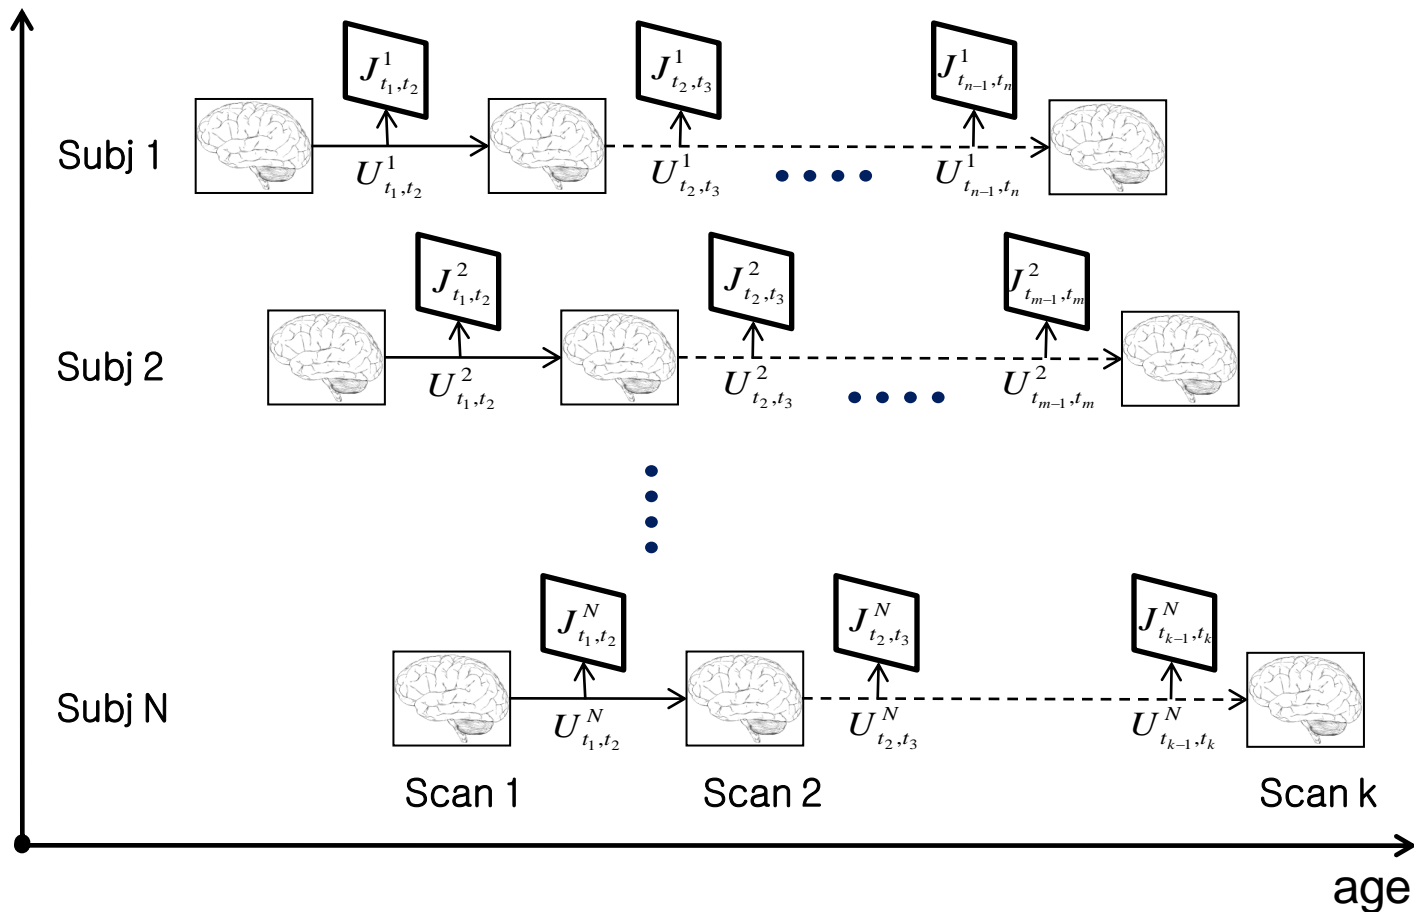 J^1_{t_1,t_2} J^1_{t_2,t_3} J^1_{t_{n-1},t_n}
Subj 1
U^1_{t_1,t_2} U^1_{t_2,t_3} U^1_{t_{n-1},t_n}
J^2_{t_1,t_2} J^2_{t_2,t_3} J^2_{t_{m-1},t_m}
Subj 2
U^2_{t_1,t_2} U^2_{t_2,t_3} U^2_{t_{m-1},t_m}
J^N_{t_1,t_2} J^N_{t_2,t_3} J^N_{t_{k-1},t_k}
Subj N
U^N_{t_1,t_2} U^N_{t_2,t_3} U^N_{t_{k-1},t_k}
Scan 1 Scan 2 Scan k
age